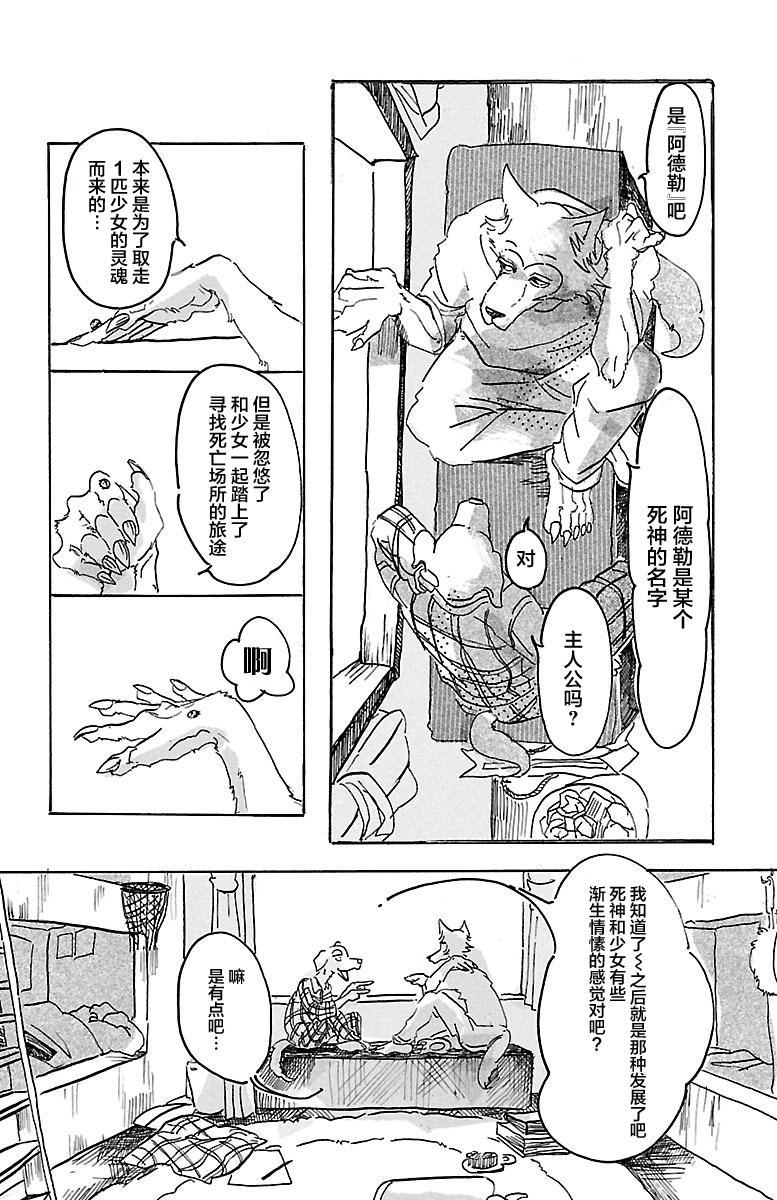 是『阿德勒』吧
阿德勒是某个
死神的名字
对
主人公吗？
本来是为了取走
1匹少女的灵魂
而来的…
但是被忽悠了
和少女一起踏上了
寻找死亡场所的旅途
啊
我知道了~~之后就是那种发展了吧
死神和少女有些
渐生情愫的感觉对吧？
嘛
是有点吧…